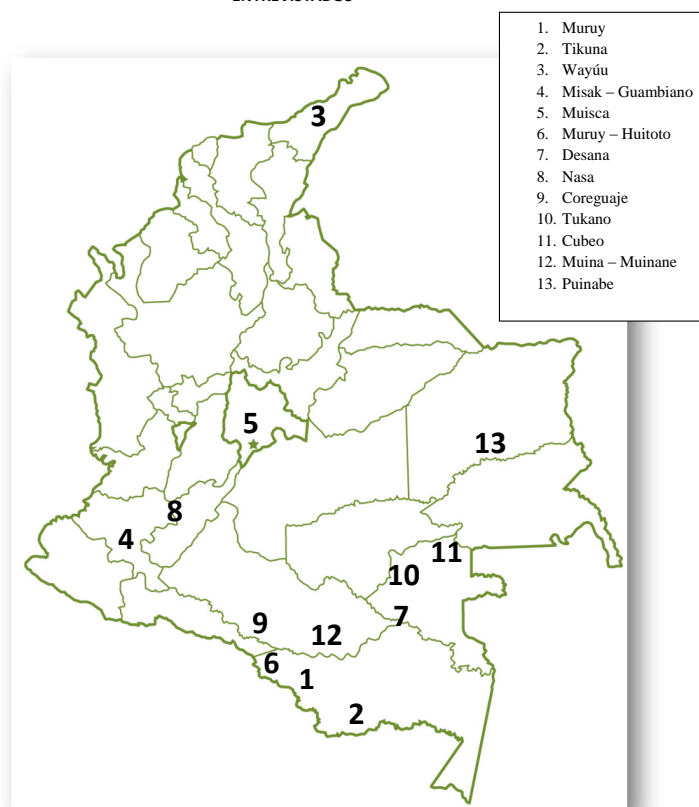 ENTREVISTADOS
1. Muruy
2. Tikuna
3. Wayúu
4. Misak – Guambiano
5. Muisca
6. Muruy – Huitoto
7. Desana
8. Nasa
9. Coreguaje
10. Tukano
11. Cubeo
12. Muina – Muinane
13. Puinabe
3
5
13
8
4
11
10
7
9
12
6
1
2